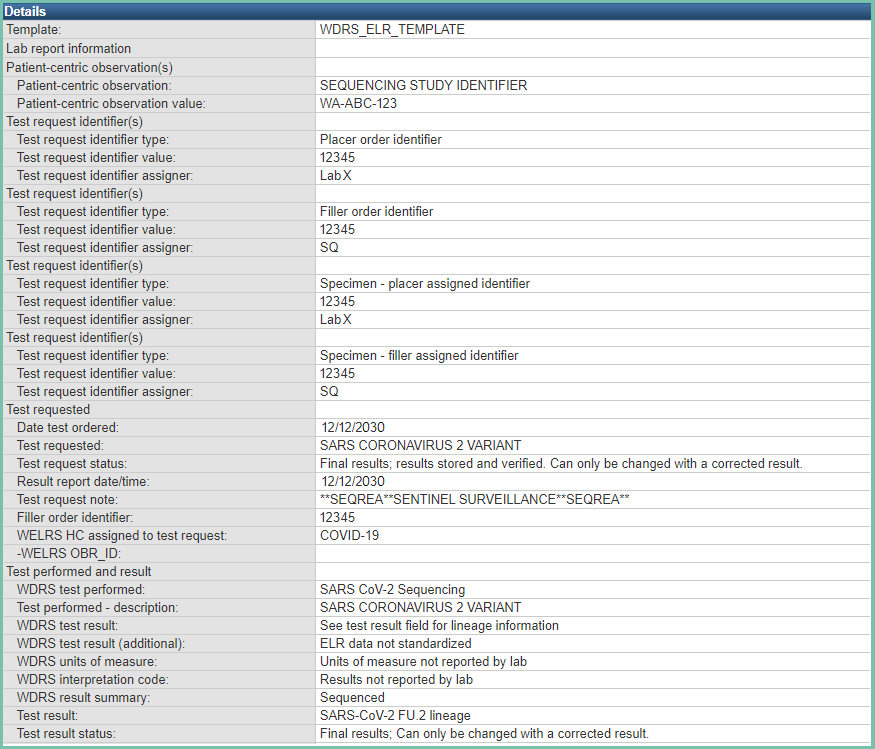 Details
Template: WDRS_ELR_TEMPLATE
Lab report information
Patient-centric observation(s)
Patient-centric observation: SEQUENCING STUDY IDENTIFIER
Patient-centric observation value: WA-ABC-123
Test request identifier(s)
Test request identifier type: Placer order identifier
Test request identifier value: 12345
Test request identifier assigner: Lab X
Test request identifier(s)
Test request identifier type: Filler order identifier
Test request identifier value: 12345
Test request identifier assigner: SQ
Test request identifier(s)
Test request identifier type: Specimen - placer assigned identifier
Test request identifier value: 12345
Test request identifier assigner: Lab X
Test request identifier(s)
Test request identifier type: Specimen - filler assigned identifier
Test request identifier value: 12345
Test request identifier assigner: SQ
Test requested
Date test ordered: 12/12/2030
Test requested: SARS CORONAVIRUS 2 VARIANT
Test request status: Final results; results stored and verified. Can only be changed with a corrected result.
Result report date/time: 12/12/2030
Test request note: **SEQREA**SENTINEL SURVEILLANCE**SEQREA**
Filler order identifier: 12345
WELRS HC assigned to test request: COVID-19
-WELRS OBR_ID:
Test performed and result
WDRS test performed: SARS CoV-2 Sequencing
Test performed - description: SARS CORONAVIRUS 2 VARIANT
WDRS test result: See test result field for lineage information
WDRS test result (additional): ELR data not standardized
WDRS units of measure: Units of measure not reported by lab
WDRS interpretation code: Results not reported by lab
WDRS result summary: Sequenced
Test result: SARS-CoV-2 FU.2 lineage
Test result status: Final results; Can only be changed with a corrected result.